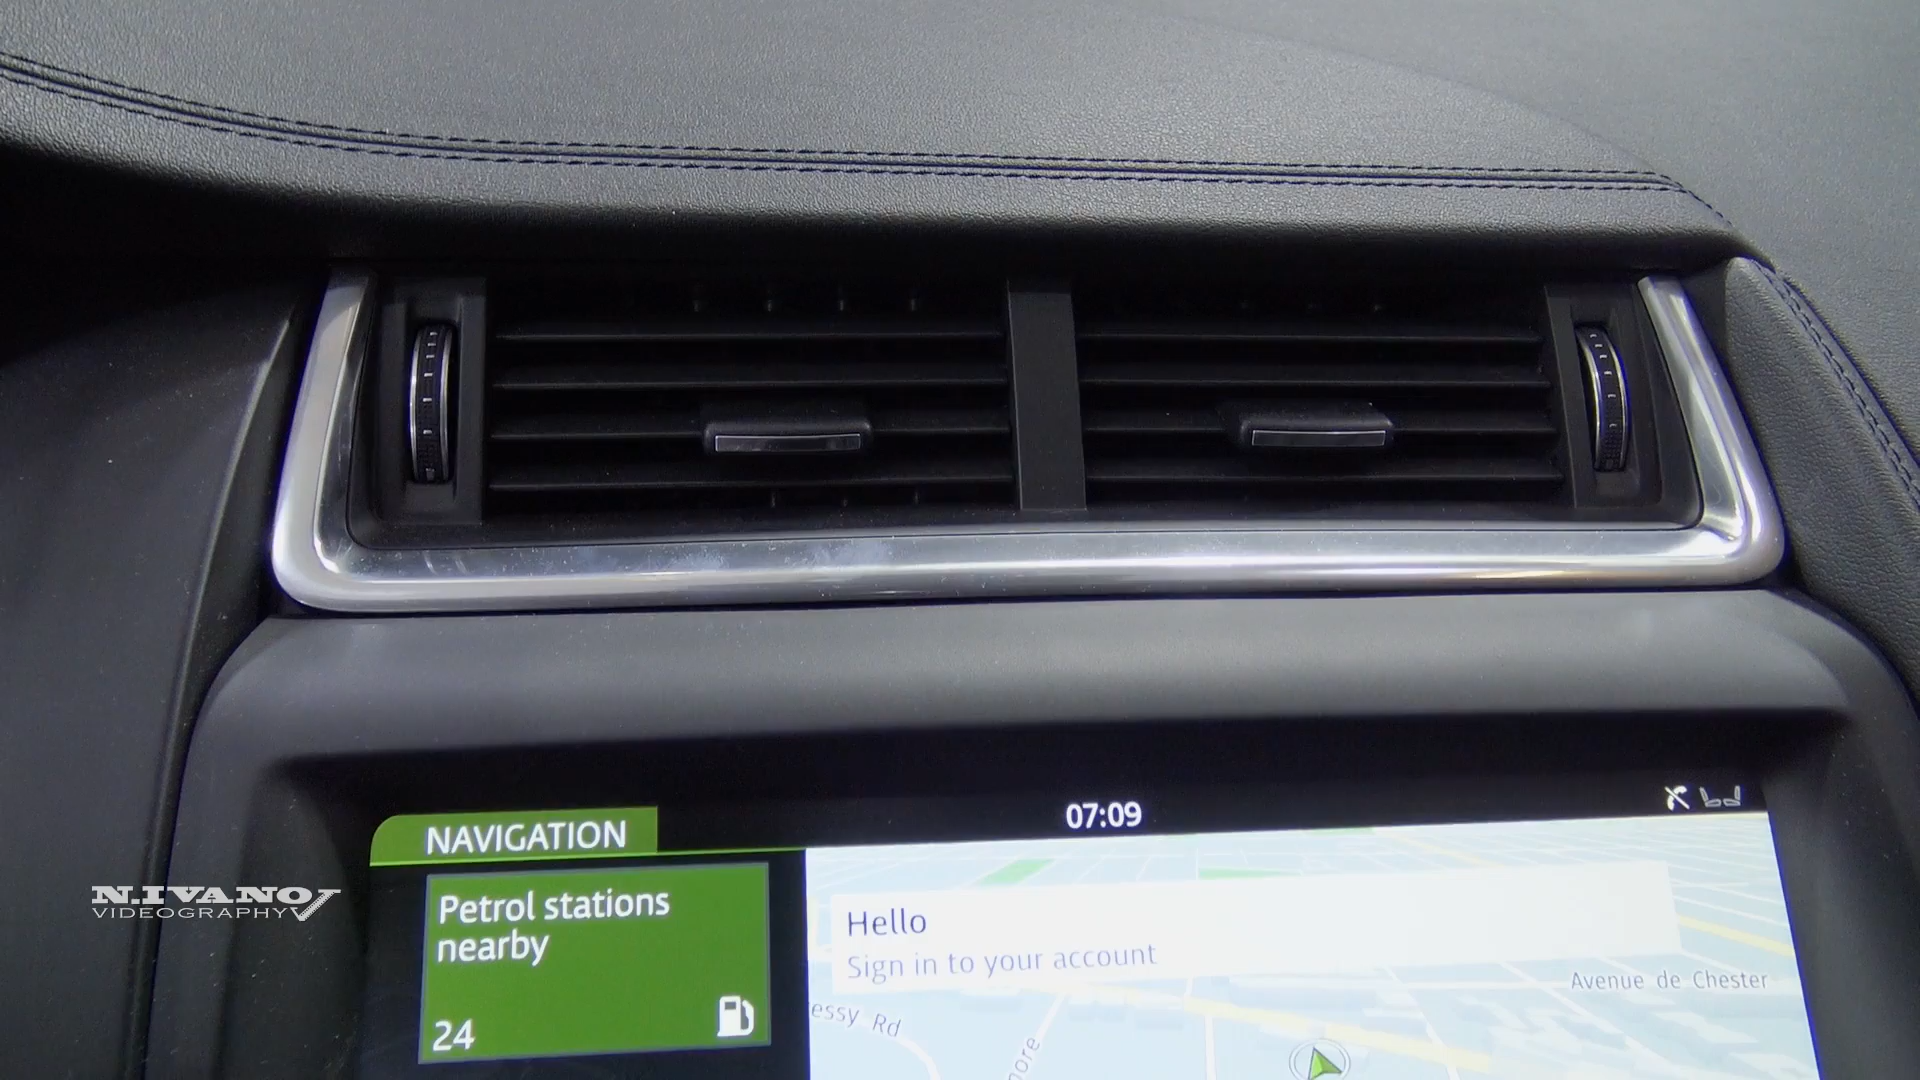 07:09
NAVIGATION
Petrol stations
nearby
24
Hello
Sign in to your account
Avenue de Chester
Rd
N.IVANOV
VIDEOGRAPHY